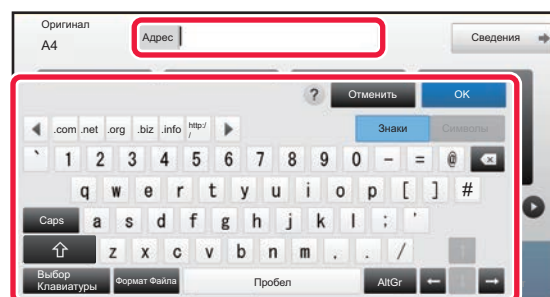 Оригинал
A4
Адрес
Сведения
? Отменить OK
.com .net .org .biz .info http:// Знаки Символы
` 1 2 3 4 5 6 7 8 9 0 - = @
q w e r t y u i o p [ ] #
Caps a s d f g h j k l ; '
z x c v b n m . . /
Выбор Клавиатуры Формат Файла Пробел AltGr